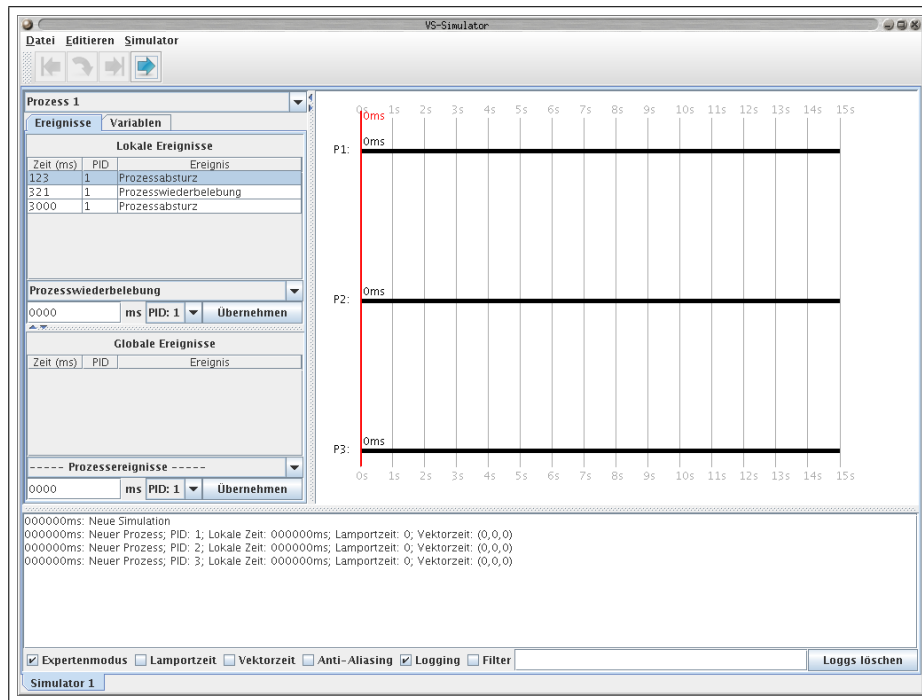 VS-Simulator
Datei Editieren Simulator
Prozess 1
Ereignisse Variablen
Lokale Ereignisse
Zeit (ms) PID Ereignis
123 1 Prozessabsturz
321 1 Prozesswiederbelebung
3000 1 Prozessabsturz
Prozesswiederbelebung
0000 ms PID: 1 Übernehmen
Globale Ereignisse
Zeit (ms) PID Ereignis
----- Prozessereignisse -----
0000 ms PID: 1 Übernehmen
0s 1s 2s 3s 4s 5s 6s 7s 8s 9s 10s 11s 12s 13s 14s 15s
0ms
P1: 0ms
P2: 0ms
P3: 0ms
0s 1s 2s 3s 4s 5s 6s 7s 8s 9s 10s 11s 12s 13s 14s 15s
000000ms: Neue Simulation
000000ms: Neuer Prozess; PID: 1; Lokale Zeit: 000000ms; Lamportzeit: 0; Vektorzeit: (0,0,0)
000000ms: Neuer Prozess; PID: 2; Lokale Zeit: 000000ms; Lamportzeit: 0; Vektorzeit: (0,0,0)
000000ms: Neuer Prozess; PID: 3; Lokale Zeit: 000000ms; Lamportzeit: 0; Vektorzeit: (0,0,0)
Expertenmodus Lamportzeit Vektorzeit Anti-Aliasing Logging Filter Loggs löschen
Simulator 1